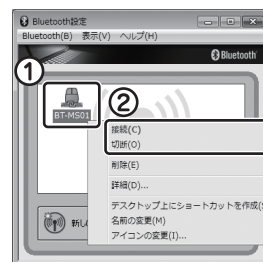 Bluetooth設定
Bluetooth(B) 表示(V) ヘルプ(H)
Bluetooth
①
②
BT-MS01
接続(C)
切断(O)
削除(E)
詳細(D)...
デスクトップ上にショートカットを作成(S
新し
名前の変更(M)
アイコンの変更(I)...